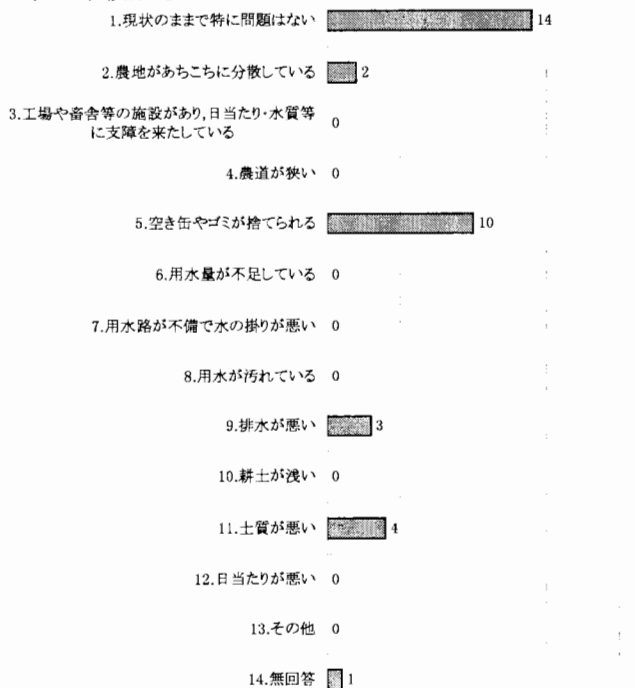 1.現状のままで特に問題はない 14
2.農地があちこちに分散している 2
3.工場や畜舎等の施設があり,日当たり・水質等
に支障を来たしている 0
4.農道が狭い 0
5.空き缶やゴミが捨てられる 10
6.用水量が不足している 0
7.用水路が不備で水の掛りが悪い 0
8.用水が汚れている 0
9.排水が悪い 3
10.耕土が浅い 0
11.土質が悪い 4
12.日当たりが悪い 0
13.その他 0
14.無回答 1